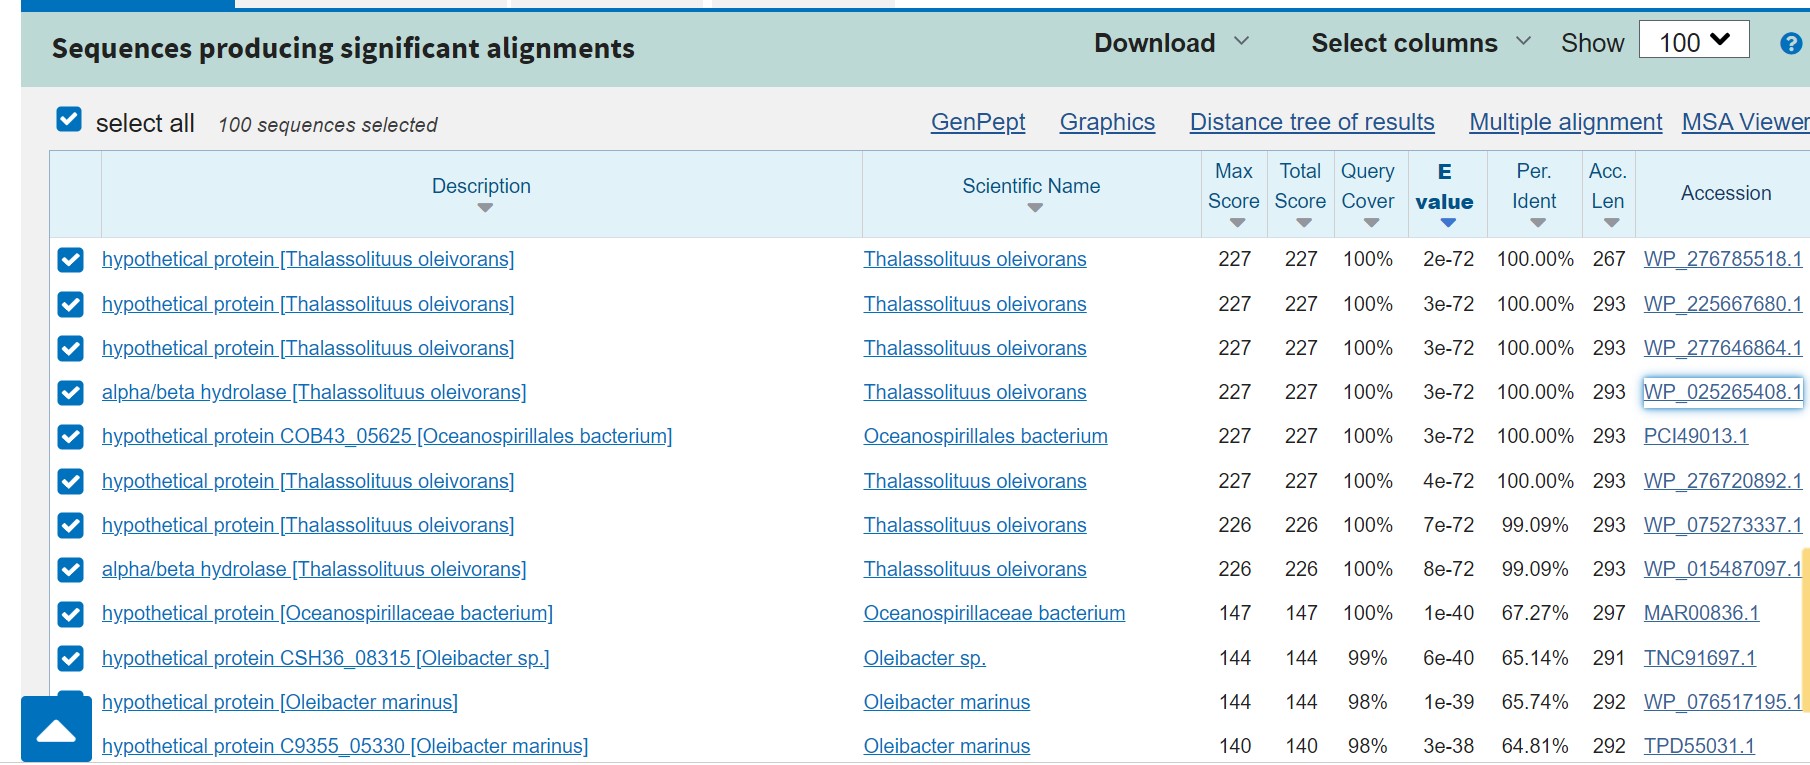 Sequences producing significant alignments Download Select columns Show 100 ?
select all 100 sequences selected GenPept Graphics Distance tree of results Multiple alignment MSA Viewer
Description Scientific Name Max Score Total Score Query Cover E value Per. Ident Acc. Len Accession
hypothetical protein [Thalassolituus oleivorans] Thalassolituus oleivorans 227 227 100% 2e-72 100.00% 267 WP_276785518.1
hypothetical protein [Thalassolituus oleivorans] Thalassolituus oleivorans 227 227 100% 3e-72 100.00% 293 WP_225667680.1
hypothetical protein [Thalassolituus oleivorans] Thalassolituus oleivorans 227 227 100% 3e-72 100.00% 293 WP_277646864.1
alpha/beta hydrolase [Thalassolituus oleivorans] Thalassolituus oleivorans 227 227 100% 3e-72 100.00% 293 WP_025265408.1
hypothetical protein COB43_05625 [Oceanospirillales bacterium] Oceanospirillales bacterium 227 227 100% 3e-72 100.00% 293 PCI49013.1
hypothetical protein [Thalassolituus oleivorans] Thalassolituus oleivorans 227 227 100% 4e-72 100.00% 293 WP_276720892.1
hypothetical protein [Thalassolituus oleivorans] Thalassolituus oleivorans 226 226 100% 7e-72 99.09% 293 WP_075273337.1
alpha/beta hydrolase [Thalassolituus oleivorans] Thalassolituus oleivorans 226 226 100% 8e-72 99.09% 293 WP_015487097.1
hypothetical protein [Oceanospirillaceae bacterium] Oceanospirillaceae bacterium 147 147 100% 1e-40 67.27% 297 MAR00836.1
hypothetical protein CSH36_08315 [Oleibacter sp.] Oleibacter sp. 144 144 99% 6e-40 65.14% 291 TNC91697.1
hypothetical protein [Oleibacter marinus] Oleibacter marinus 144 144 98% 1e-39 65.74% 292 WP_076517195.1
hypothetical protein C9355_05330 [Oleibacter marinus] Oleibacter marinus 140 140 98% 3e-38 64.81% 292 TPD55031.1